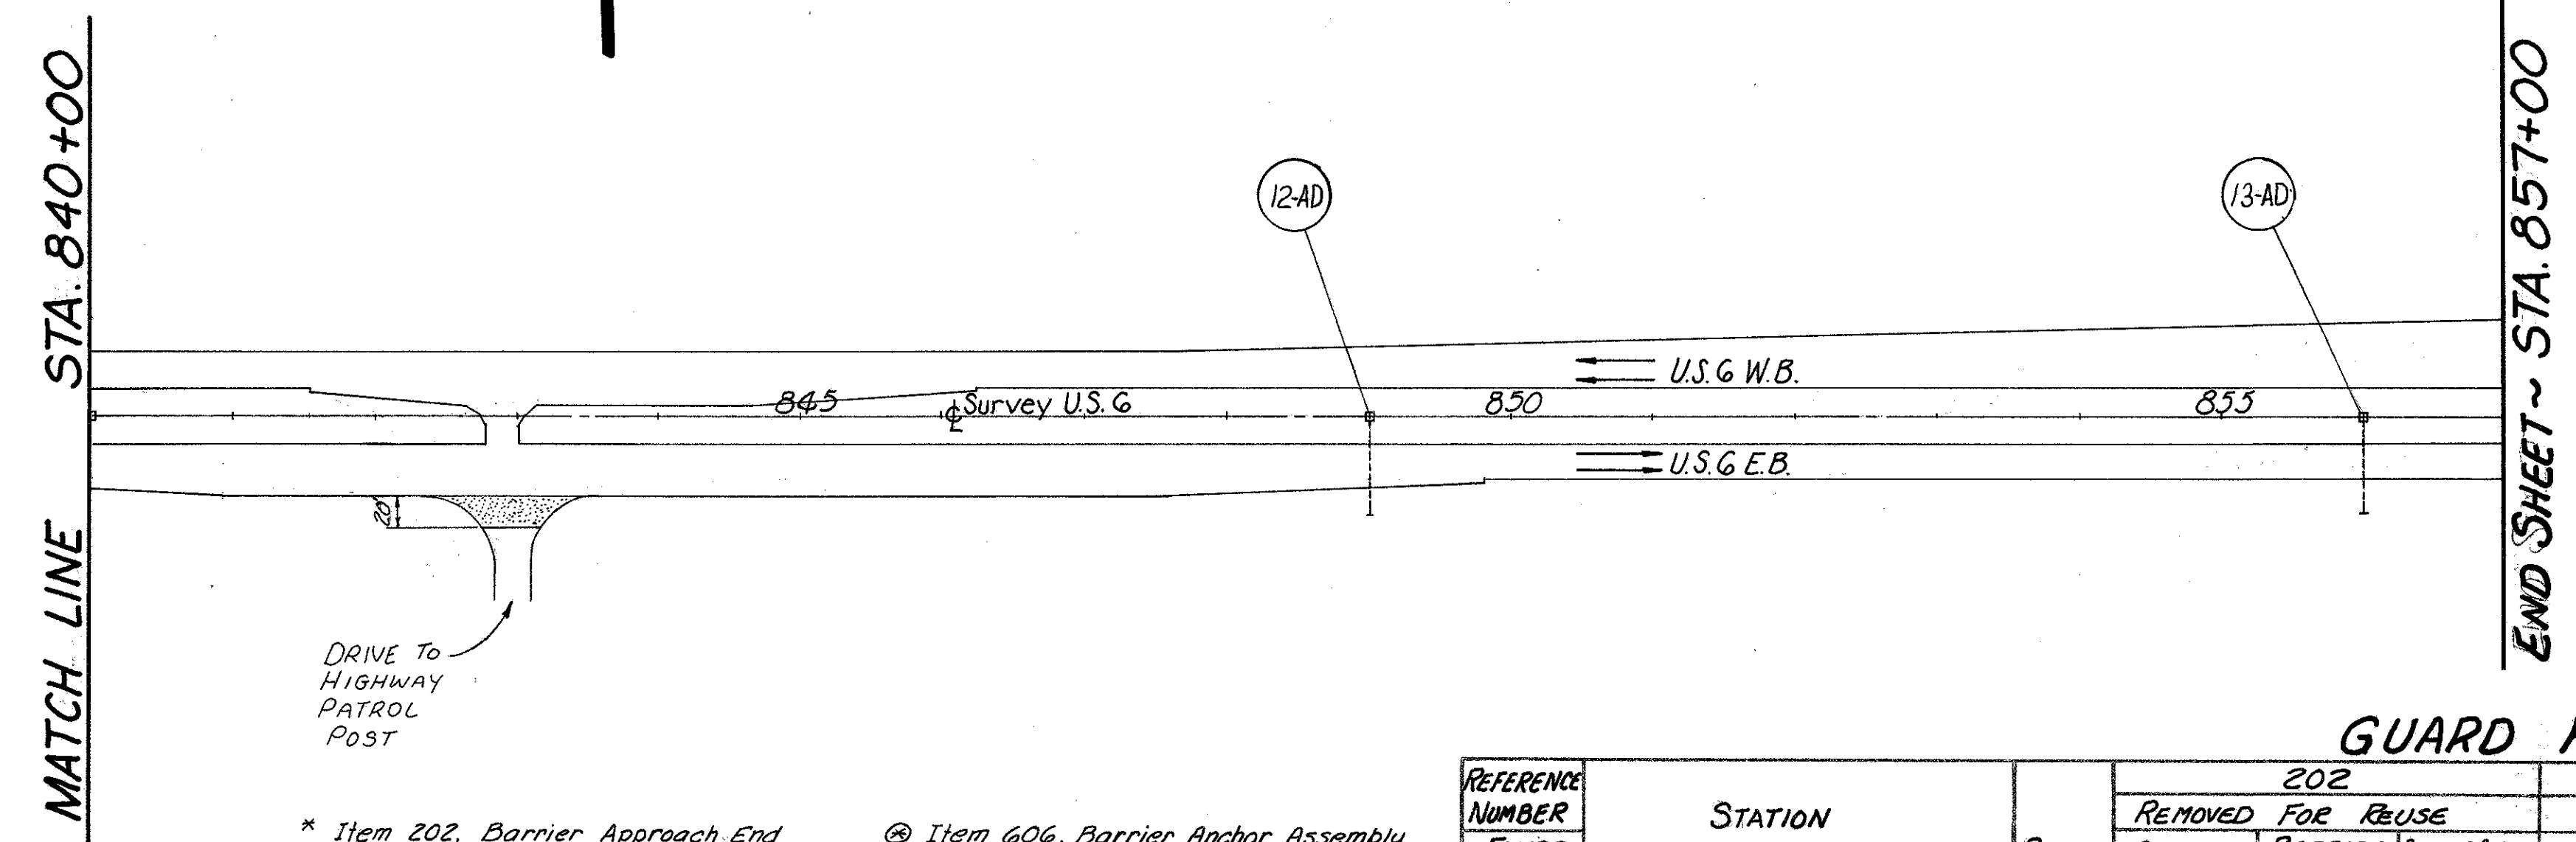 MATCH LINE STA. 840+00
12-AD
13-AD
U.S. 6 W.B.
845
℄ Survey U.S. 6
850
855
U.S. 6 E.B.
20'
DRIVE TO
HIGHWAY
PATROL
POST
END SHEET ~ STA. 857+00
GUARD
REFERENCE
NUMBER
STATION
202
REMOVED FOR REUSE
* Item 202, Barrier Approach End
⊛ Item 606, Barrier Anchor Assembly